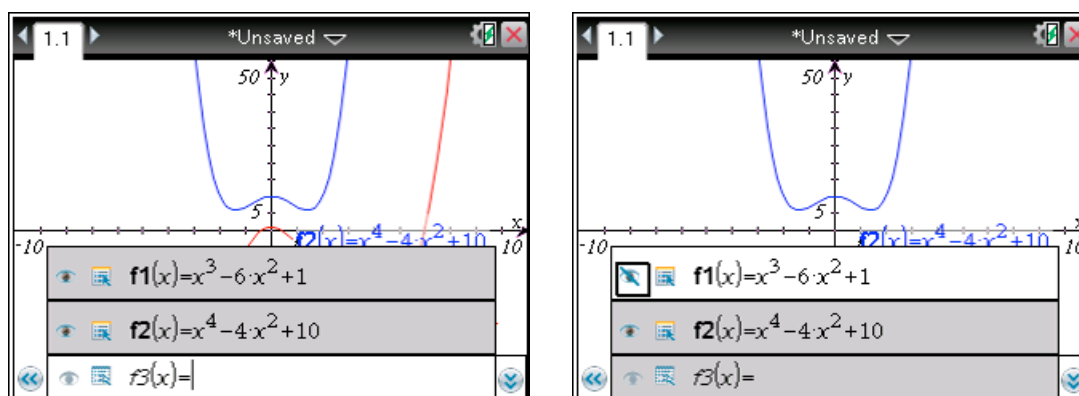 1.1 *Unsaved
50 y
5
x
-10 f2(x)=x⁴-4·x²+10 10
f1(x)=x³-6·x²+1
f2(x)=x⁴-4·x²+10
f3(x)=
1.1 *Unsaved
50 y
5
x
-10 f2(x)=x⁴-4·x²+10 10
f1(x)=x³-6·x²+1
f2(x)=x⁴-4·x²+10
f3(x)=